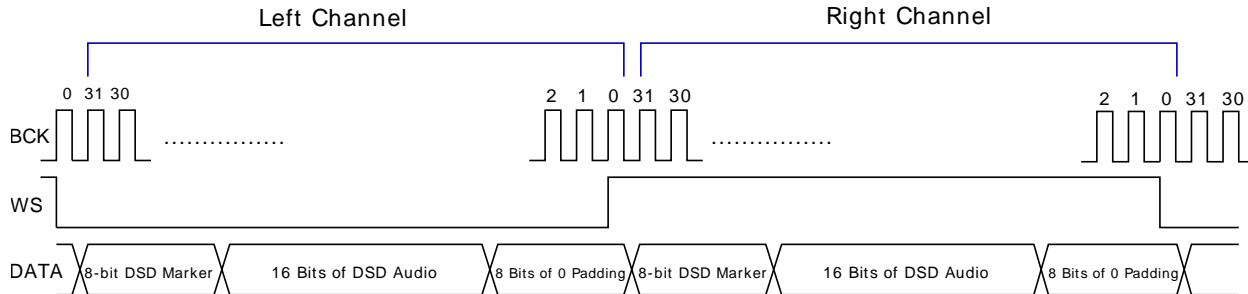 Left Channel Right Channel
0 31 30 2 1 0 31 30 2 1 0 31 30
BCK ................ ................
WS
DATA 8-bit DSD Marker 16 Bits of DSD Audio 8 Bits of 0 Padding 8-bit DSD Marker 16 Bits of DSD Audio 8 Bits of 0 Padding